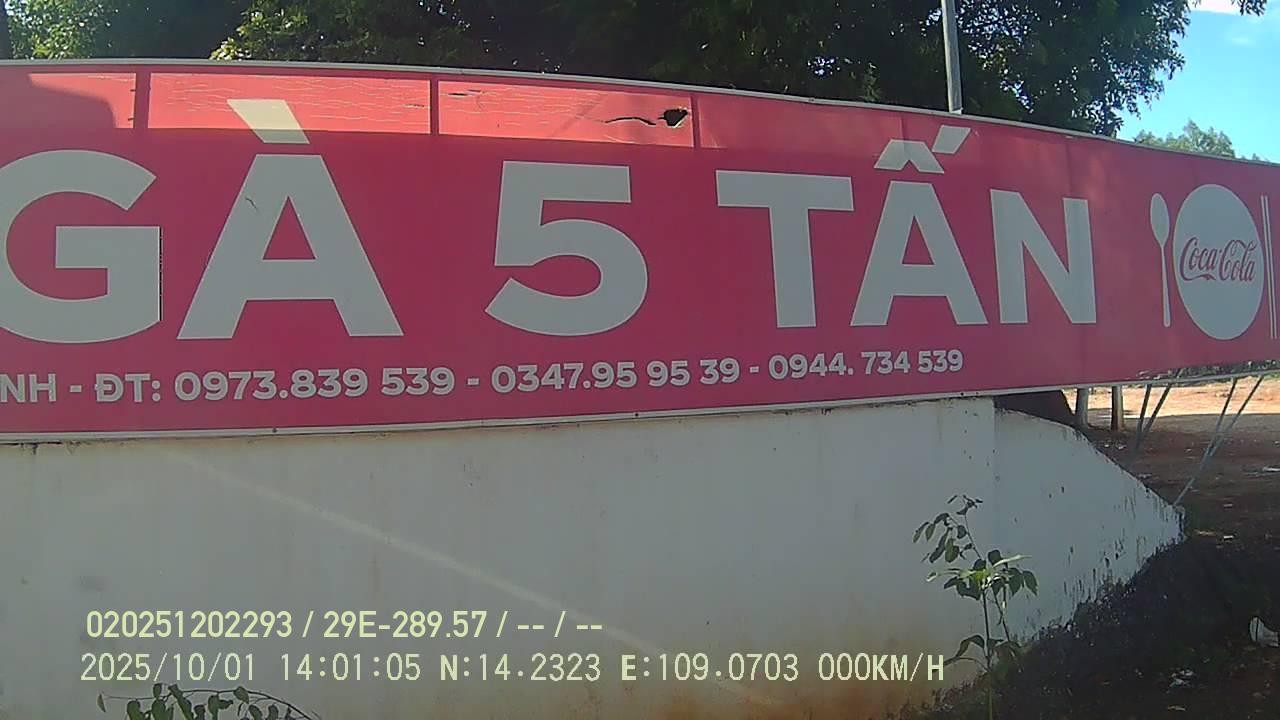 GÀ 5 TẤN
Coca-Cola
NH - ĐT: 0973.839 539 - 0347.95 95 39 - 0944. 734 539
020251202293 / 29E-289.57 / -- / --
2025/10/01 14:01:05 N:14.2323 E:109.0703 000KM/H